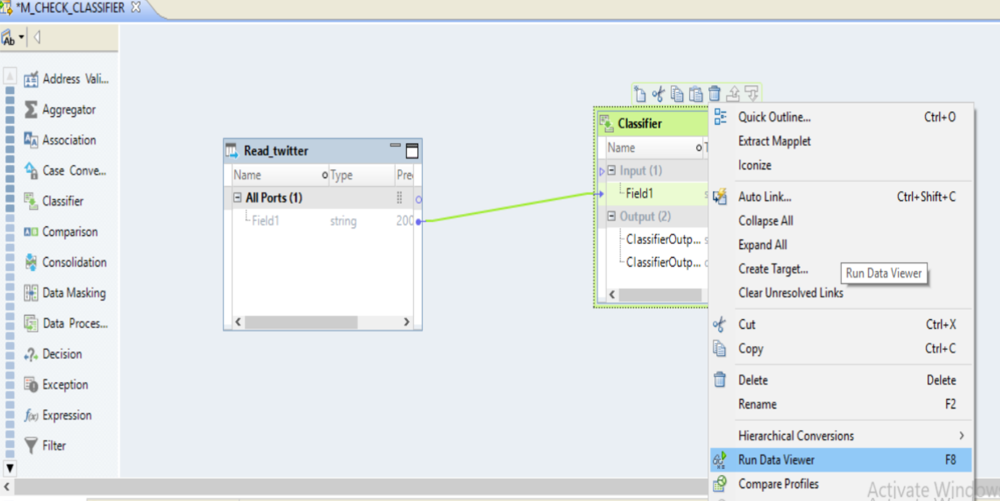 *M_CHECK_CLASSIFIER
Ab
Address Vali...
Aggregator
Association
Case Conve...
Classifier
Comparison
Consolidation
Data Masking
Data Proces...
Decision
Exception
f(x) Expression
Filter
Read_twitter
Name Type Pre
All Ports (1)
Field1 string 200
Classifier
Name T
Input (1)
Field1 s
Output (2)
ClassifierOutp... s
ClassifierOutp...
Quick Outline... Ctrl+O
Extract Mapplet
Iconize
Auto Link... Ctrl+Shift+C
Collapse All
Expand All
Create Target...
Run Data Viewer
Clear Unresolved Links
Cut Ctrl+X
Copy Ctrl+C
Delete Delete
Rename F2
Hierarchical Conversions
Run Data Viewer F8
Compare Profiles
Activate Window